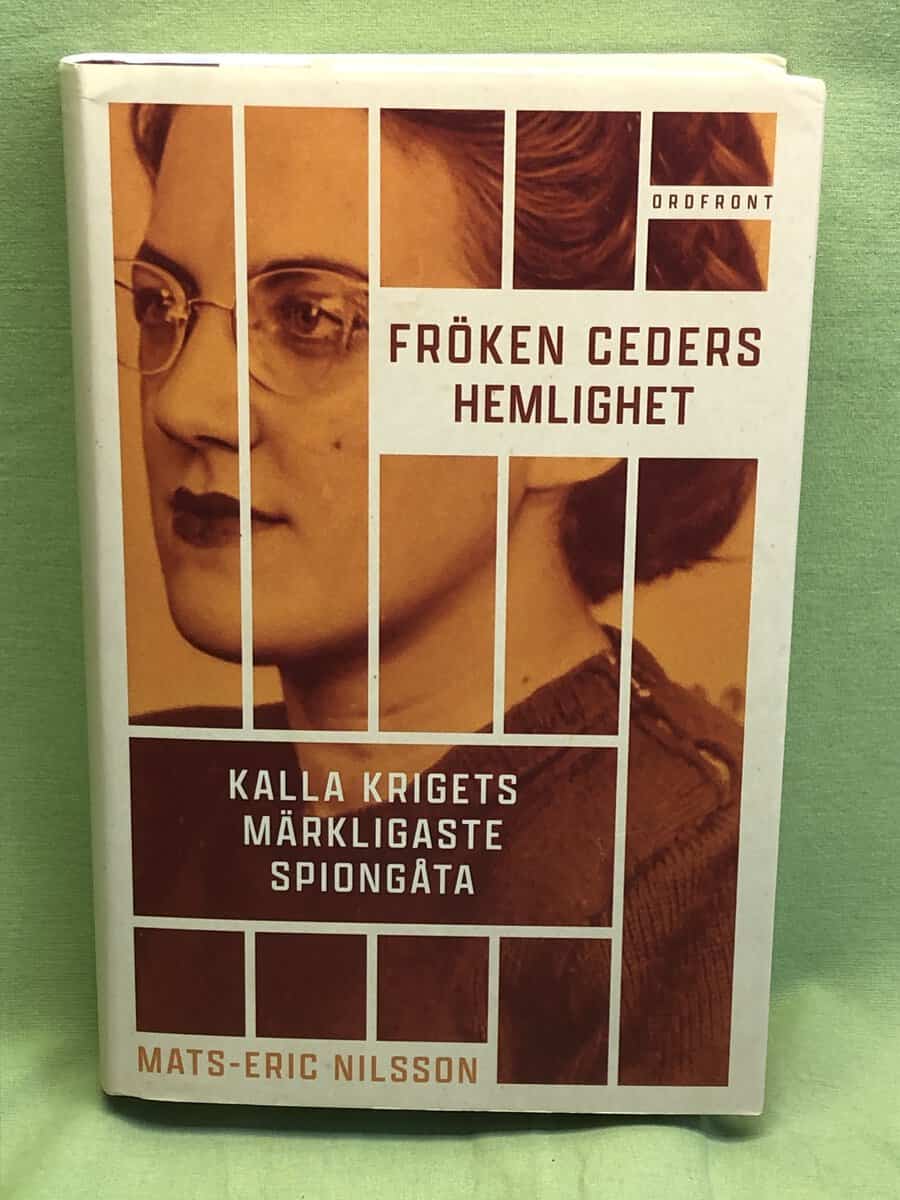 ORDFRONT
FRÖKEN CEDERS
HEMLIGHET
KALLA KRIGETS
MÄRKLIGASTE
SPIONGÅTA
MATS-ERIC NILSSON